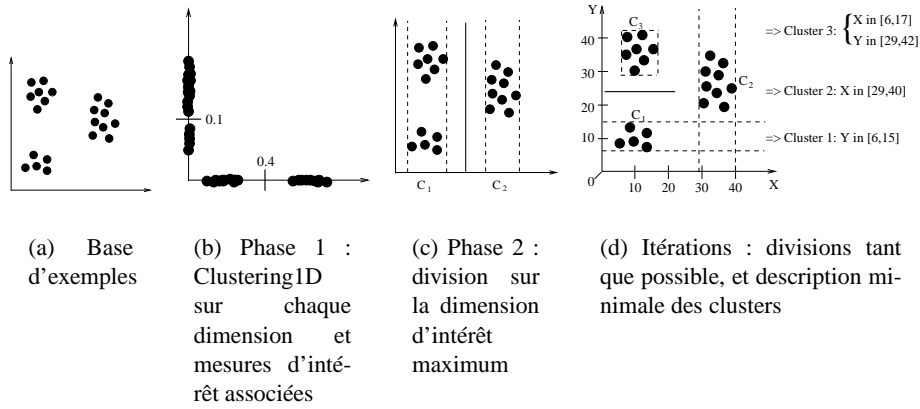 0.1
0.4
C1
C2
Y
40
30
20
10
0
10
20
30
40
X
C3
C2
C1
=> Cluster 3: { X in [6,17]
Y in [29,42]
=> Cluster 2: X in [29,40]
=> Cluster 1: Y in [6,15]
(a) Base
d'exemples
(b) Phase 1 :
Clustering1D
sur chaque
dimension et
mesures d'inté-
rêt associées
(c) Phase 2 :
division sur
la dimension
d'intérêt
maximum
(d) Itérations : divisions tant
que possible, et description mi-
nimale des clusters